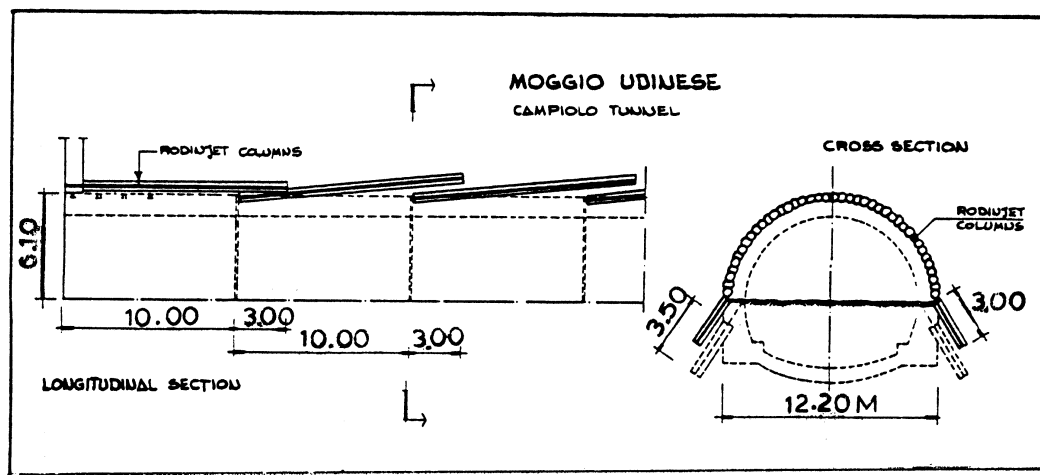 MOGGIO UDINESE
CAMPIOLO TUNNEL
RODINJET COLUMNS
CROSS SECTION
RODINJET
COLUMNS
6.10
3.50
3.00
10.00
3.00
10.00
3.00
12.20 M
LONGITUDINAL SECTION